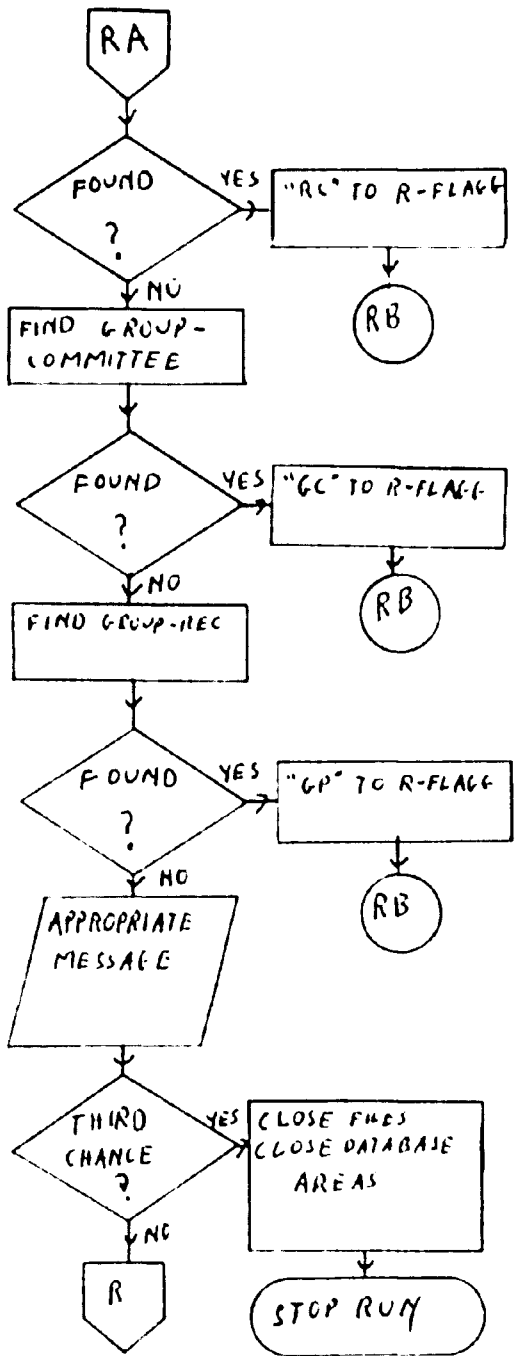 RA
FOUND
?
YES
"RC" TO R-FLAGG
RB
NO
FIND GROUP-
COMMITTEE
FOUND
?
YES
"GC" TO R-FLAGG
RB
NO
FIND GROUP-REC
FOUND
?
YES
"GP" TO R-FLAGG
RB
NO
APPROPRIATE
MESSAGE
THIRD
CHANCE
?
YES
CLOSE FILES
CLOSE DATABASE
AREAS
NO
R
STOP RUN